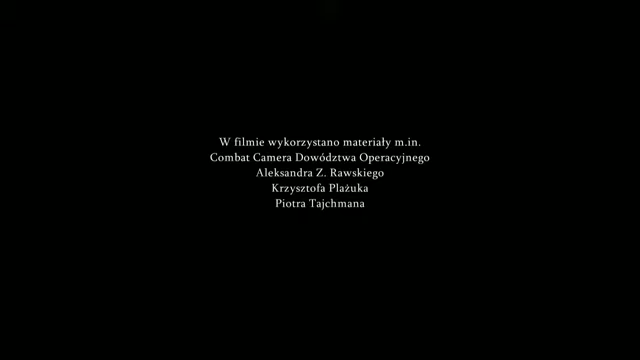 W filmie wykorzystano materiały m.in.
Combat Camera Dowództwa Operacyjnego
Aleksandra Z. Rawskiego
Krzysztofa Plażuka
Piotra Tajchmana